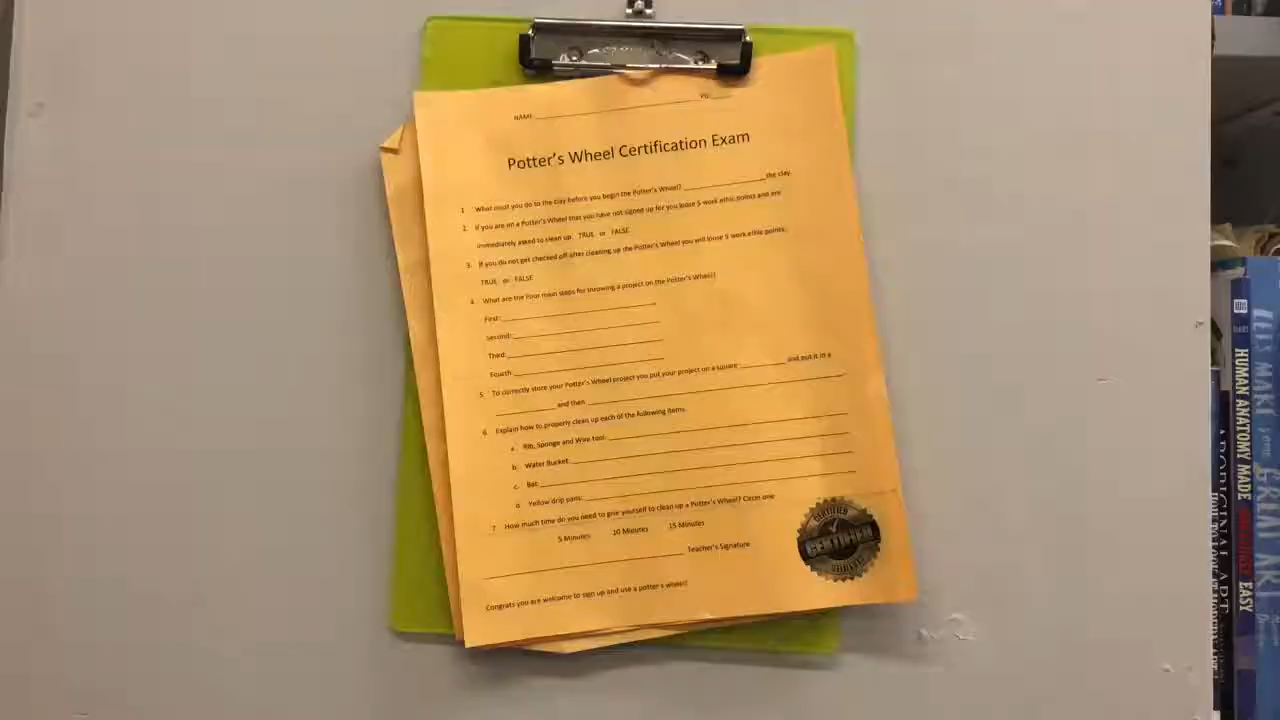 NAME PD
Potter's Wheel Certification Exam
1. What must you do to the clay before you begin the Potter's Wheel? the clay.
2. If you are on a Potter's Wheel that you have not signed up for you loose 5 work ethic points and are
immediately asked to clean up. TRUE or FALSE
3. If you do not get checked off after cleaning up the Potter's Wheel you will loose 5 work ethic points.
TRUE or FALSE
4. What are the Four main steps for throwing a project on the Potter's Wheel?
First:
Second:
Third:
Fourth:
5. To correctly store your Potter's Wheel project you put your project on a square and put it in a
and then
6. Explain how to properly clean up each of the following items.
a. Rib, Sponge and Wire tool:
b. Water Bucket:
c. Bat:
d. Yellow drip pans:
7. How much time do you need to give yourself to clean up a Potter's Wheel? Circle one
5 Minutes 10 Minutes 15 Minutes
Teacher's Signature
Congrats you are welcome to sign up and use a potter's wheel!
CERTIFIED
CERTIFIED
HUMAN ANATOMY MADE EASY
ABORIGINAL ART
GREAT ART